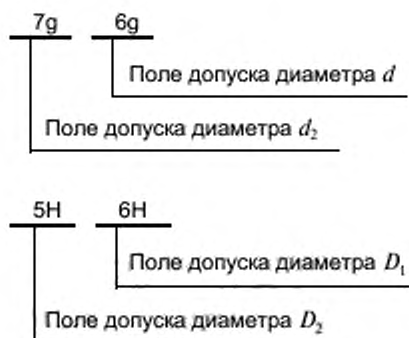 7g 6g
Поле допуска диаметра d
Поле допуска диаметра d₂
5H 6H
Поле допуска диаметра D₁
Поле допуска диаметра D₂